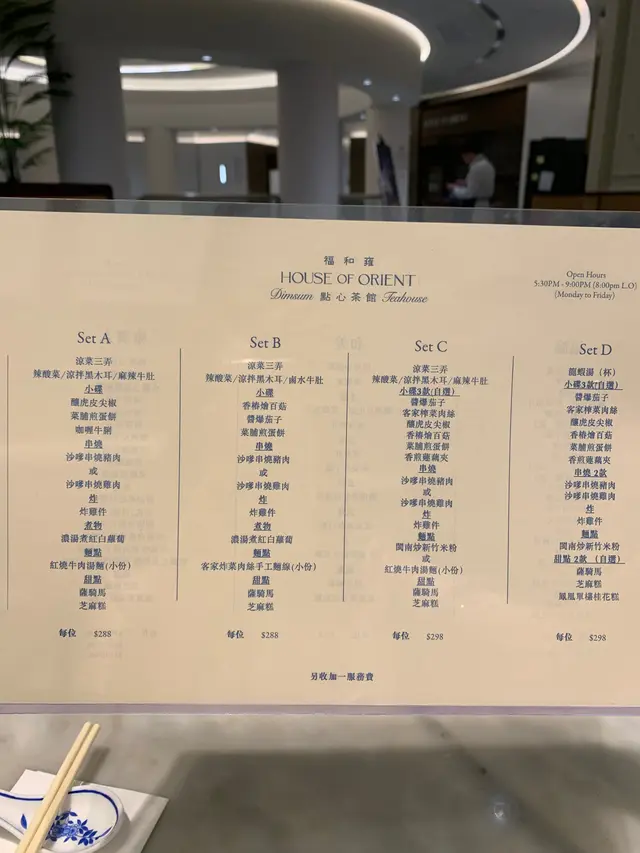 福和蘿
HOUSE OF ORIENT
Dimsum 點心茶館 Teahouse
Open Hours
5:30PM - 9:00PM (8:00pm L.O)
(Monday to Friday)
Set A
涼菜三弄
辣酸菜/涼拌黑木耳/麻辣牛肚
小碟
釀虎皮尖椒
菜脯煎蛋餅
咖喱牛𦟌
串燒
沙嗲串燒豬肉
或
沙嗲串燒雞肉
炸
炸雞件
煮物
濃湯煮紅白蘿蔔
麵點
紅燒牛肉湯麵(小份)
甜點
薩騎馬
芝麻糕
每位 $288
Set B
涼菜三弄
辣酸菜/涼拌黑木耳/鹵水牛肚
小碟
香椿燴百菇
醬爆茄子
菜脯煎蛋餅
串燒
沙嗲串燒豬肉
或
沙嗲串燒雞肉
炸
炸雞件
煮物
濃湯煮紅白蘿蔔
麵點
客家炸菜肉絲手工麵線(小份)
甜點
薩騎馬
芝麻糕
每位 $288
Set C
涼菜三弄
辣酸菜/涼拌黑木耳/麻辣牛肚
小碟3款(自選)
醬爆茄子
客家榨菜肉絲
釀虎皮尖椒
香椿燴百菇
菜脯煎蛋餅
香煎蓮藕夾
串燒
沙嗲串燒豬肉
或
沙嗲串燒雞肉
炸
炸雞件
麵點
閩南炒新竹米粉
或
紅燒牛肉湯麵(小份)
甜點
薩騎馬
芝麻糕
每位 $298
Set D
龍蝦湯（杯）
小碟3款(自選)
醬爆茄子
客家榨菜肉絲
釀虎皮尖椒
香椿燴百菇
菜脯煎蛋餅
香煎蓮藕夾
串燒 2款
沙嗲串燒豬肉
沙嗲串燒雞肉
炸
炸雞件
麵點
閩南炒新竹米粉
甜點 2款 （自選）
薩騎馬
芝麻糕
鳳凰單欉桂花糕
每位 $298
另收加一服務費